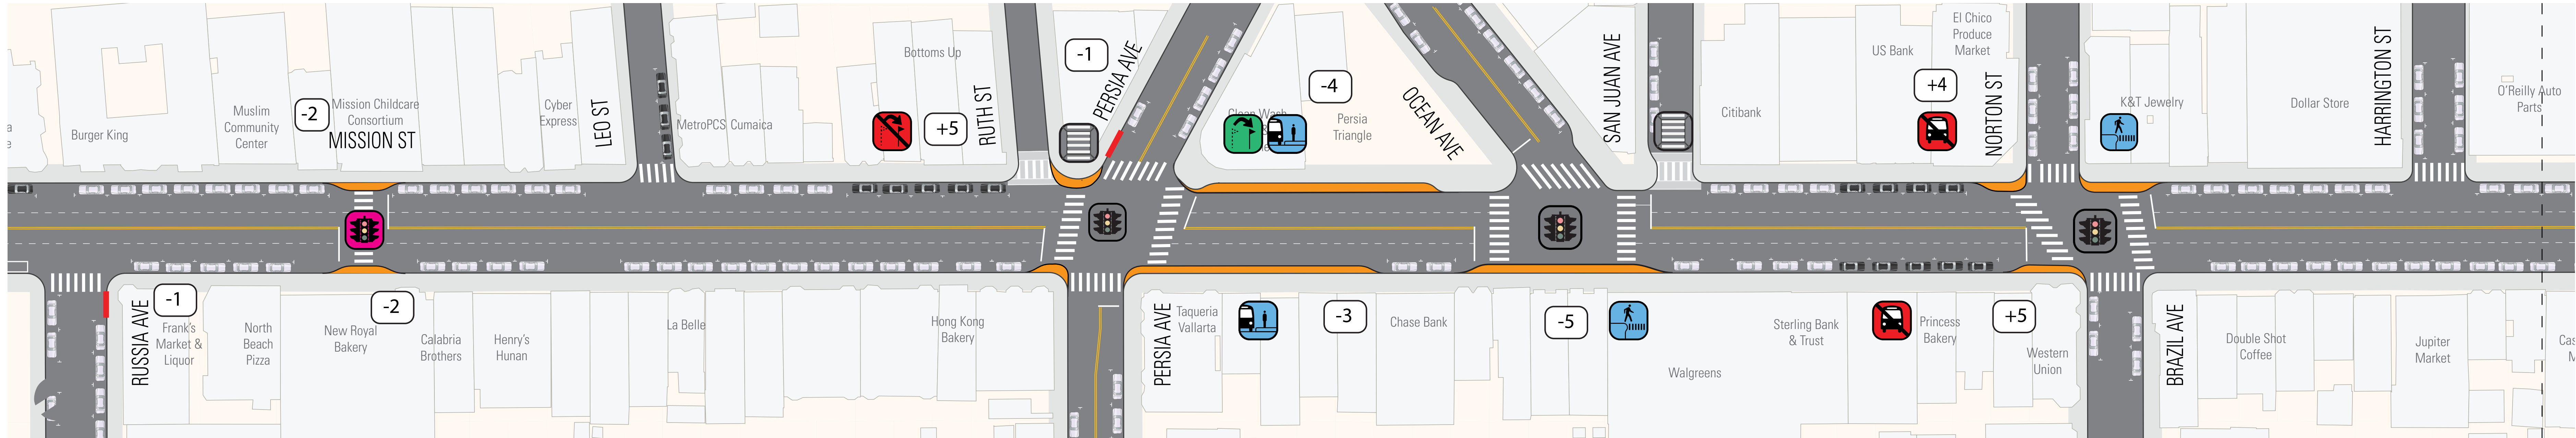 Burger King
Muslim
Community
Center
-2
Mission Childcare
Consortium
MISSION ST
Cyber
Express
LEO ST
MetroPCS
Cumaica
Bottoms Up
+5
RUTH ST
-1
PERSIA AVE
-4
Persia
Triangle
OCEAN AVE
SAN JUAN AVE
Citibank
US Bank
El Chico
Produce
Market
+4
NORTON ST
K&T Jewelry
Dollar Store
HARRINGTON ST
O'Reilly Auto
Parts
RUSSIA AVE
-1
Frank's
Market &
Liquor
North
Beach
Pizza
New Royal
Bakery
-2
Calabria
Brothers
Henry's
Hunan
La Belle
Hong Kong
Bakery
PERSIA AVE
Taqueria
Vallarta
-3
Chase Bank
-5
Walgreens
Sterling Bank
& Trust
Princess
Bakery
+5
Western
Union
BRAZIL AVE
Double Shot
Coffee
Jupiter
Market